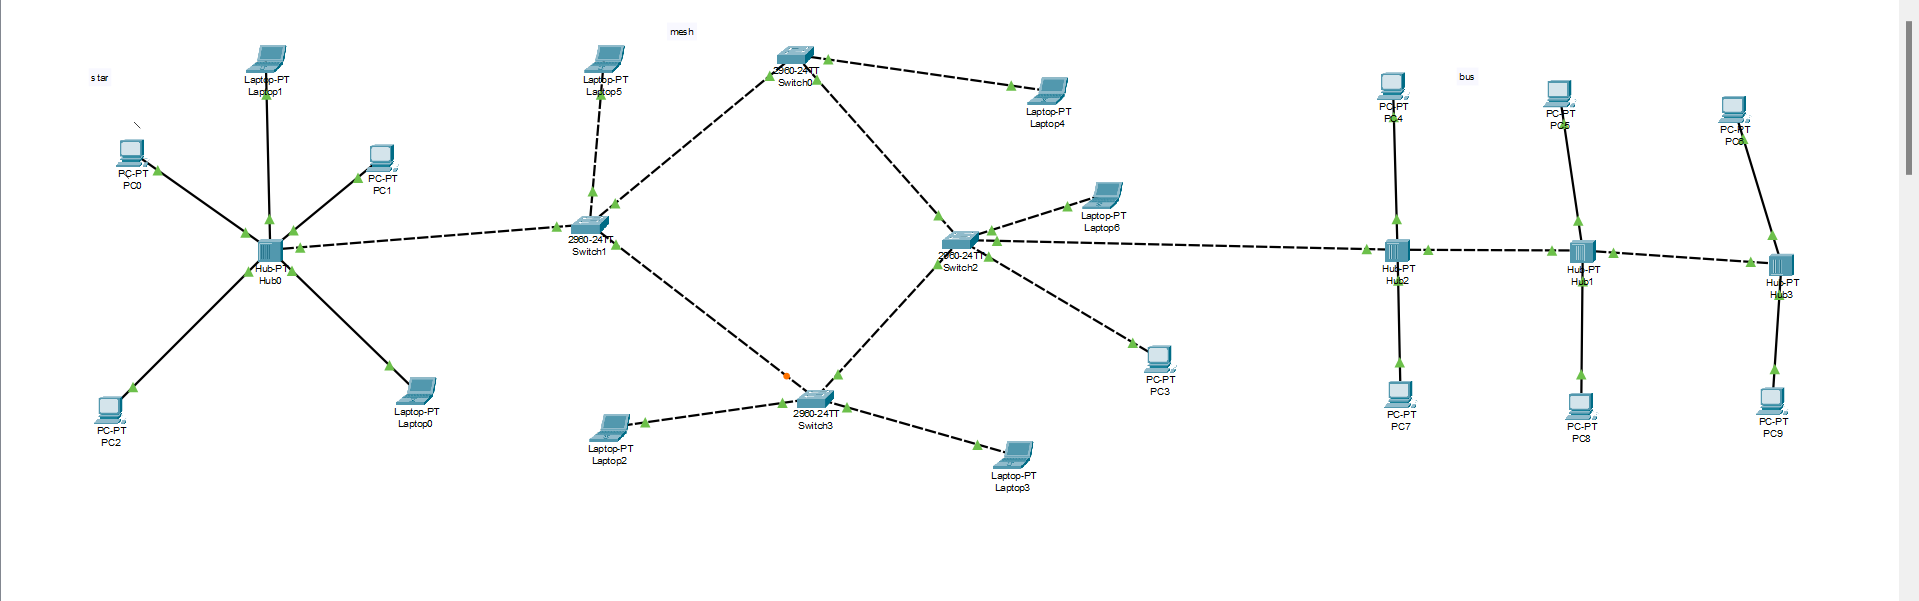 star
mesh
bus
Laptop-PT
Laptop1
PC-PT
PC0
PC-PT
PC1
Hub-PT
Hub0
PC-PT
PC2
Laptop-PT
Laptop0
Laptop-PT
Laptop5
2960-24TT
Switch0
Laptop-PT
Laptop4
2960-24TT
Switch1
Laptop-PT
Laptop6
2960-24TT
Switch2
PC-PT
PC3
2960-24TT
Switch3
Laptop-PT
Laptop2
Laptop-PT
Laptop3
PC-PT
PC4
PC-PT
PC5
PC-PT
PC6
Hub-PT
Hub2
Hub-PT
Hub1
Hub-PT
Hub3
PC-PT
PC7
PC-PT
PC8
PC-PT
PC9